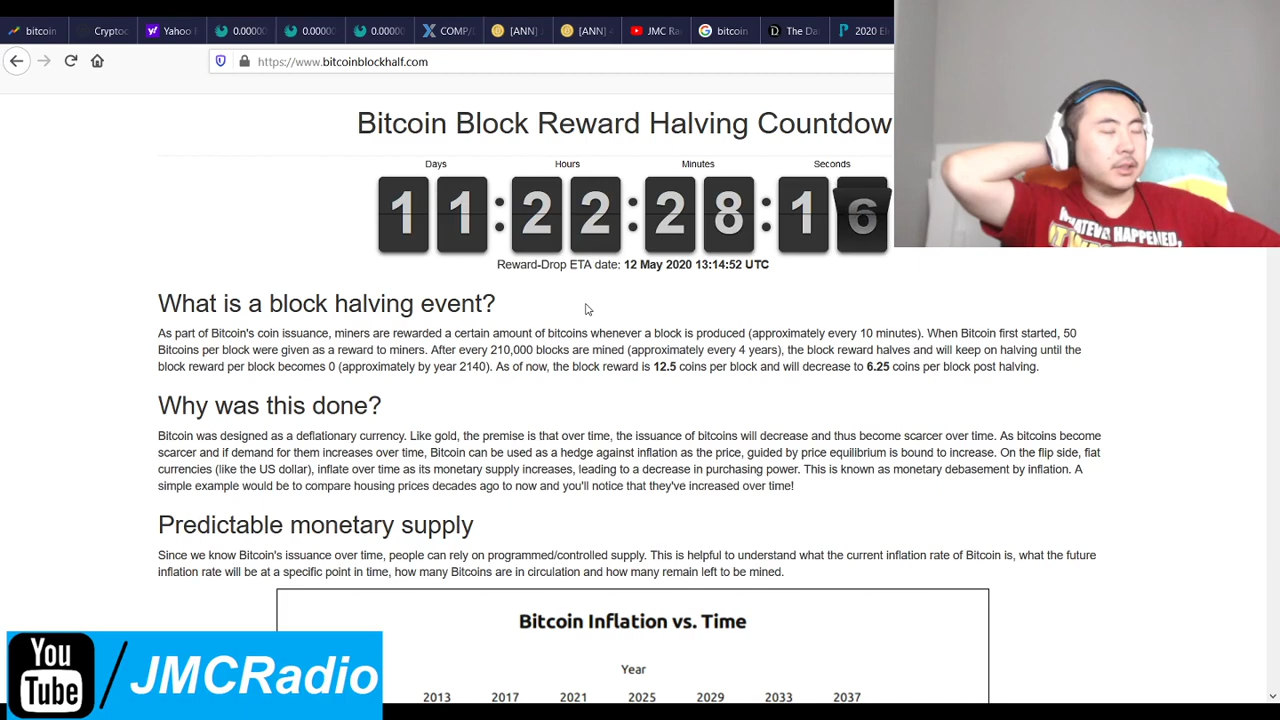 bitcoin
Cryptoc
Yahoo
0.00000
0.00000
0.00000
COMP/
[ANN]
[ANN]
JMC Ra
bitcoin
The Da
2020 El
https://www.bitcoinblockhalf.com
Bitcoin Block Reward Halving Countdow
Days Hours Minutes Seconds
11:22:28:16
Reward-Drop ETA date: 12 May 2020 13:14:52 UTC
WHATEVA HAPPENED,
What is a block halving event?
As part of Bitcoin's coin issuance, miners are rewarded a certain amount of bitcoins whenever a block is produced (approximately every 10 minutes). When Bitcoin first started, 50
Bitcoins per block were given as a reward to miners. After every 210,000 blocks are mined (approximately every 4 years), the block reward halves and will keep on halving until the
block reward per block becomes 0 (approximately by year 2140). As of now, the block reward is 12.5 coins per block and will decrease to 6.25 coins per block post halving.
Why was this done?
Bitcoin was designed as a deflationary currency. Like gold, the premise is that over time, the issuance of bitcoins will decrease and thus become scarcer over time. As bitcoins become
scarcer and if demand for them increases over time, Bitcoin can be used as a hedge against inflation as the price, guided by price equilibrium is bound to increase. On the flip side, fiat
currencies (like the US dollar), inflate over time as its monetary supply increases, leading to a decrease in purchasing power. This is known as monetary debasement by inflation. A
simple example would be to compare housing prices decades ago to now and you'll notice that they've increased over time!
Predictable monetary supply
Since we know Bitcoin's issuance over time, people can rely on programmed/controlled supply. This is helpful to understand what the current inflation rate of Bitcoin is, what the future
inflation rate will be at a specific point in time, how many Bitcoins are in circulation and how many remain left to be mined.
Bitcoin Inflation vs. Time
Year
2013 2017 2021 2025 2029 2033 2037
You
Tube
/JMCRadio